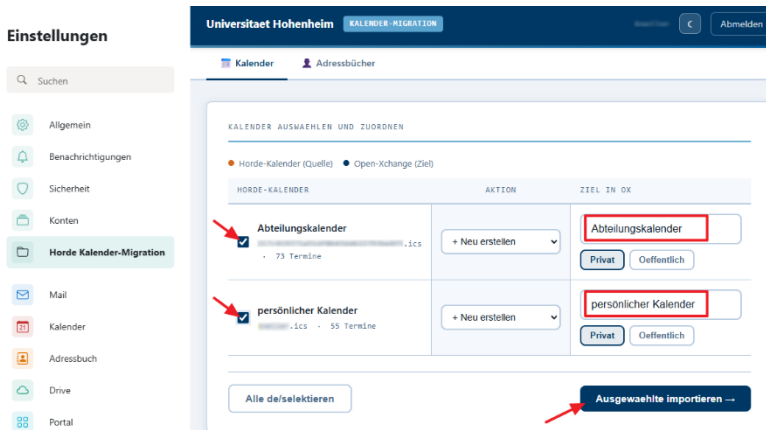 Einstellungen
Suchen
Allgemein
Benachrichtigungen
Sicherheit
Konten
Horde Kalender-Migration
Mail
21
Kalender
Adressbuch
Drive
Portal
Universitaet Hohenheim KALENDER-MIGRATION
Abmelden
Kalender Adressbücher
KALENDER AUSWAEHLEN UND ZUORDNEN
Horde-Kalender (Quelle) Open-Xchange (Ziel)
HORDE-KALENDER AKTION ZIEL IN OX
Abteilungskalender
.ics
· 73 Termine
+ Neu erstellen
Abteilungskalender
Privat Oeffentlich
persönlicher Kalender
.ics · 55 Termine
+ Neu erstellen
persönlicher Kalender
Privat Oeffentlich
Alle de/selektieren
Ausgewaehlte importieren →